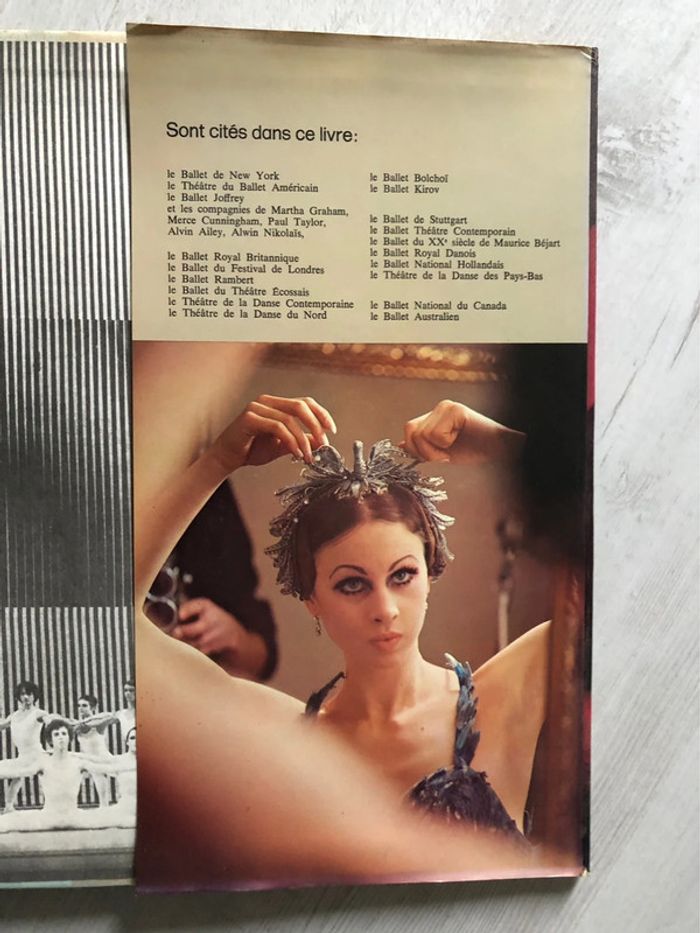 Sont cités dans ce livre:
le Ballet de New York
le Théâtre du Ballet Américain
le Ballet Joffrey
et les compagnies de Martha Graham,
Merce Cunningham, Paul Taylor,
Alvin Ailey, Alwin Nikolaïs,
le Ballet Royal Britannique
le Ballet du Festival de Londres
le Ballet Rambert
le Ballet du Théâtre Écossais
le Théâtre de la Danse Contemporaine
le Théâtre de la Danse du Nord
le Ballet Bolchoï
le Ballet Kirov
le Ballet de Stuttgart
le Ballet Théâtre Contemporain
le Ballet du XXe siècle de Maurice Béjart
le Ballet Royal Danois
le Ballet National Hollandais
le Théâtre de la Danse des Pays-Bas
le Ballet National du Canada
le Ballet Australien